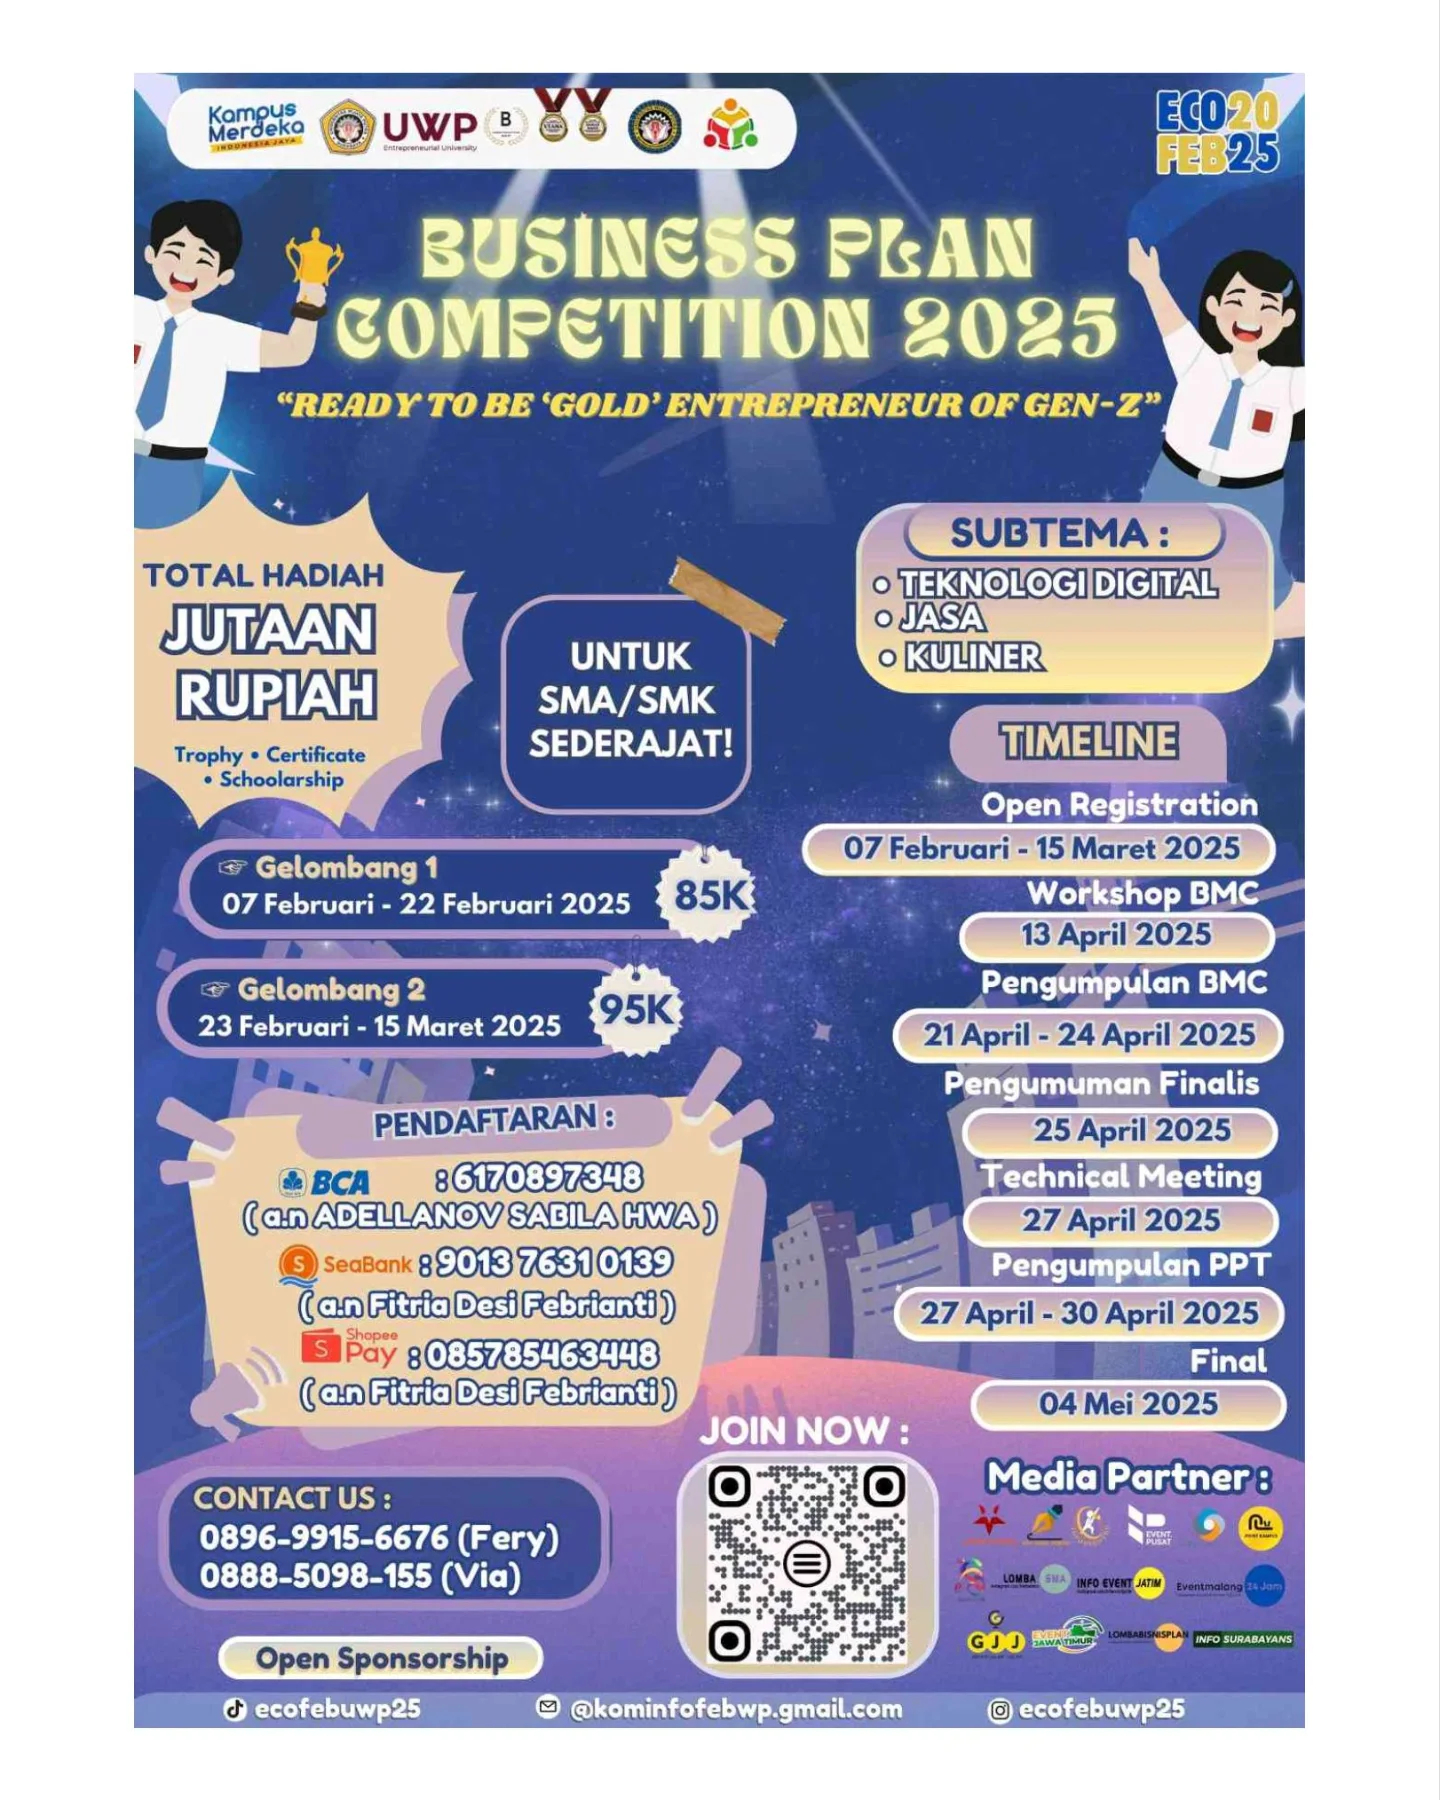 Kampus
Merdeka
INDONESIA JAYA
UWP
Entrepreneurial University
B
ECO20
FEB25
BUSINESS PLAN
COMPETITION 2025
“READY TO BE ‘GOLD’ ENTREPRENEUR OF GEN-Z”
TOTAL HADIAH
JUTAAN
RUPIAH
Trophy • Certificate
• Schoolarship
UNTUK
SMA/SMK
SEDERAJAT!
SUBTEMA :
• TEKNOLOGI DIGITAL
• JASA
• KULINER
☞ Gelombang 1
07 Februari - 22 Februari 2025
85K
☞ Gelombang 2
23 Februari - 15 Maret 2025
95K
TIMELINE
Open Registration
07 Februari - 15 Maret 2025
Workshop BMC
13 April 2025
Pengumpulan BMC
21 April - 24 April 2025
Pengumuman Finalis
25 April 2025
Technical Meeting
27 April 2025
Pengumpulan PPT
27 April - 30 April 2025
Final
04 Mei 2025
PENDAFTARAN :
BCA : 6170897348
( a.n ADELLANOV SABILA HWA )
SeaBank : 9013 7631 0139
( a.n Fitria Desi Febrianti )
Shopee
Pay : 085785463448
( a.n Fitria Desi Febrianti )
CONTACT US :
0896-9915-6676 (Fery)
0888-5098-155 (Via)
Open Sponsorship
JOIN NOW :
Media Partner :
EVENT.
PUSAT
LOMBA SMA
INFO EVENT JATIM
Eventmalang 24 Jam
GJJ
EVENT
JAWA TIMUR
LOMBABISNISPLAN
INFO SURABAYANS
ecofebuwp25
@kominfofebwp.gmail.com
ecofebuwp25